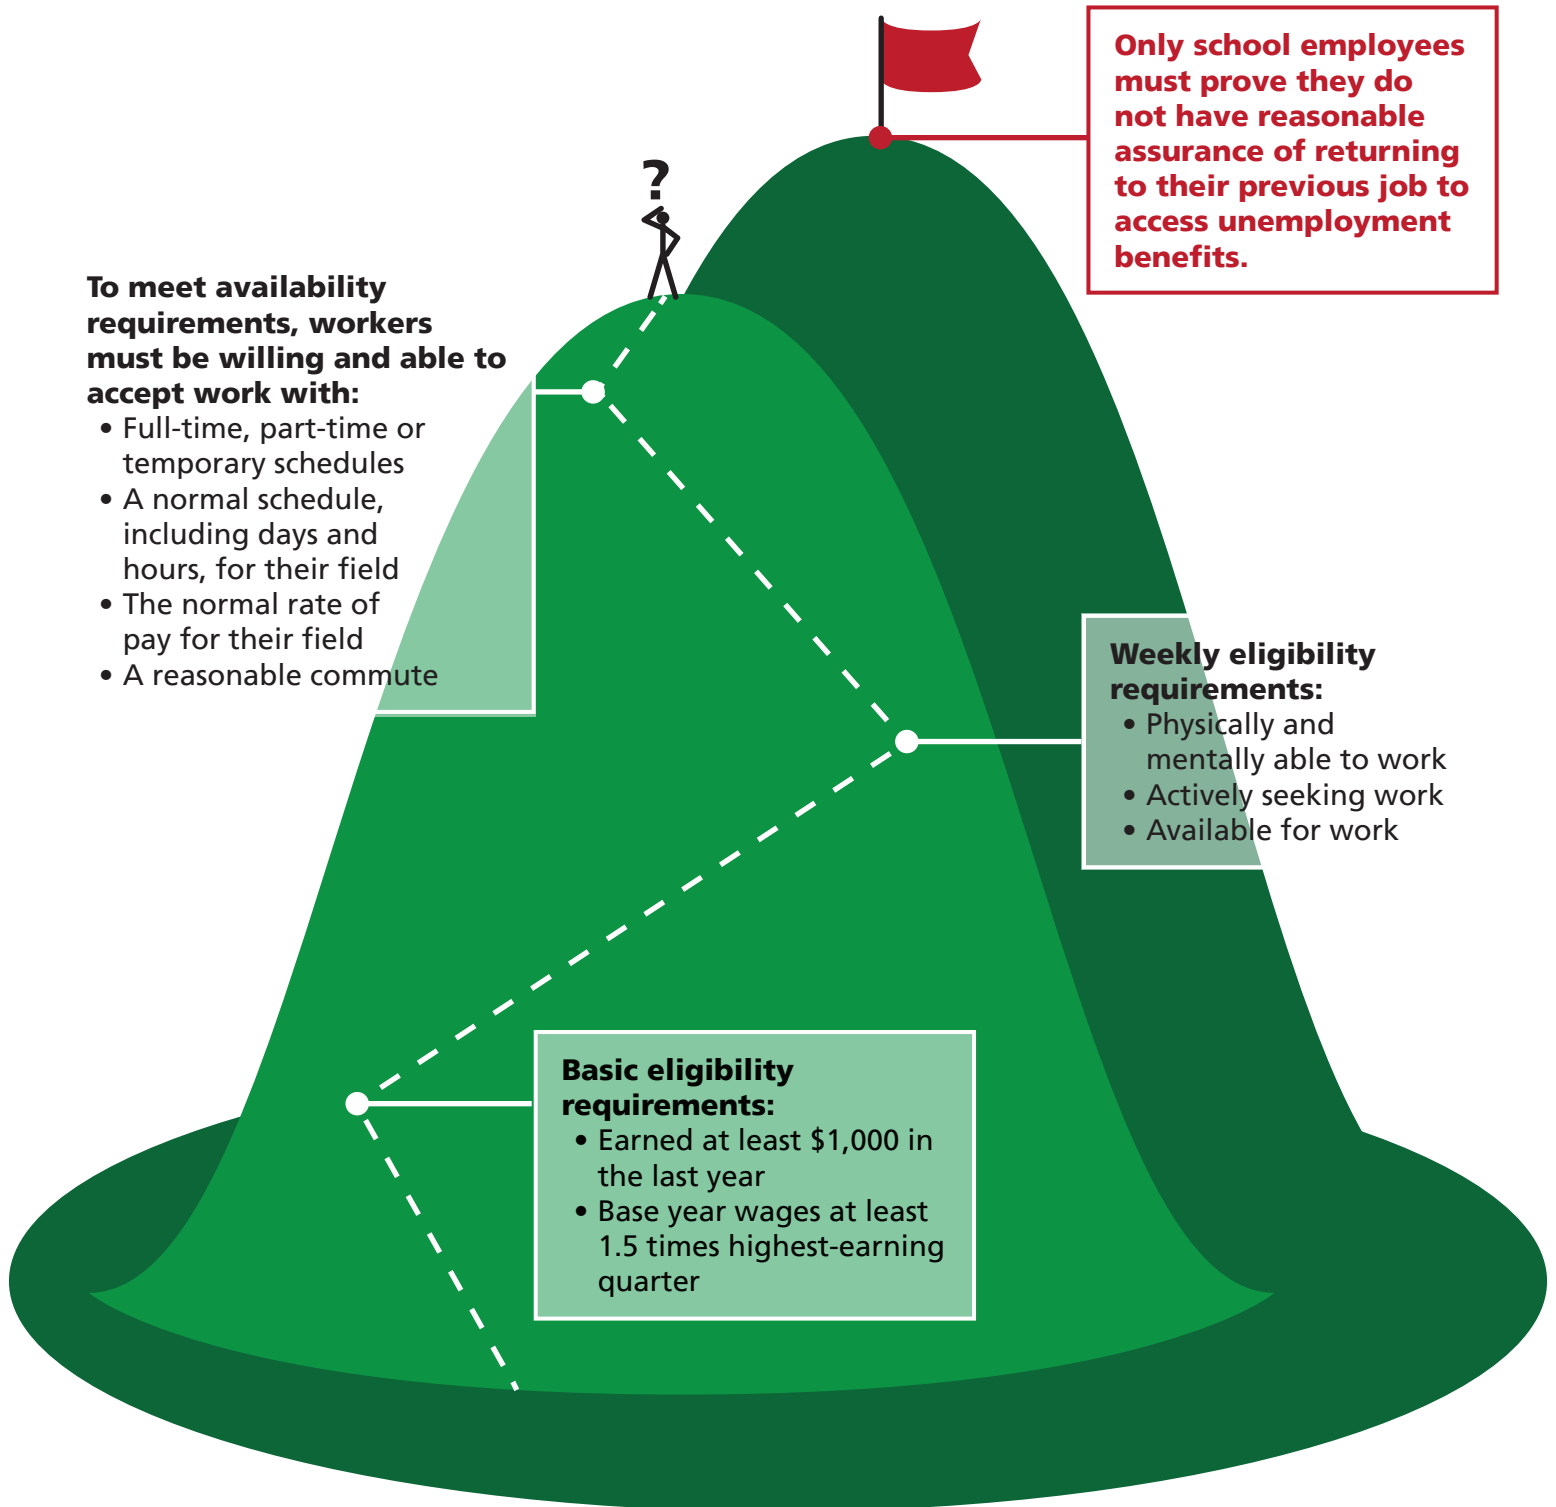 Only school employees
must prove they do
not have reasonable
assurance of returning
to their previous job to
access unemployment
benefits.
?
To meet availability
requirements, workers
must be willing and able to
accept work with:
• Full-time, part-time or
temporary schedules
• A normal schedule,
including days and
hours, for their field
• The normal rate of
pay for their field
• A reasonable commute
Weekly eligibility
requirements:
• Physically and
mentally able to work
• Actively seeking work
• Available for work
Basic eligibility
requirements:
• Earned at least $1,000 in
the last year
• Base year wages at least
1.5 times highest-earning
quarter